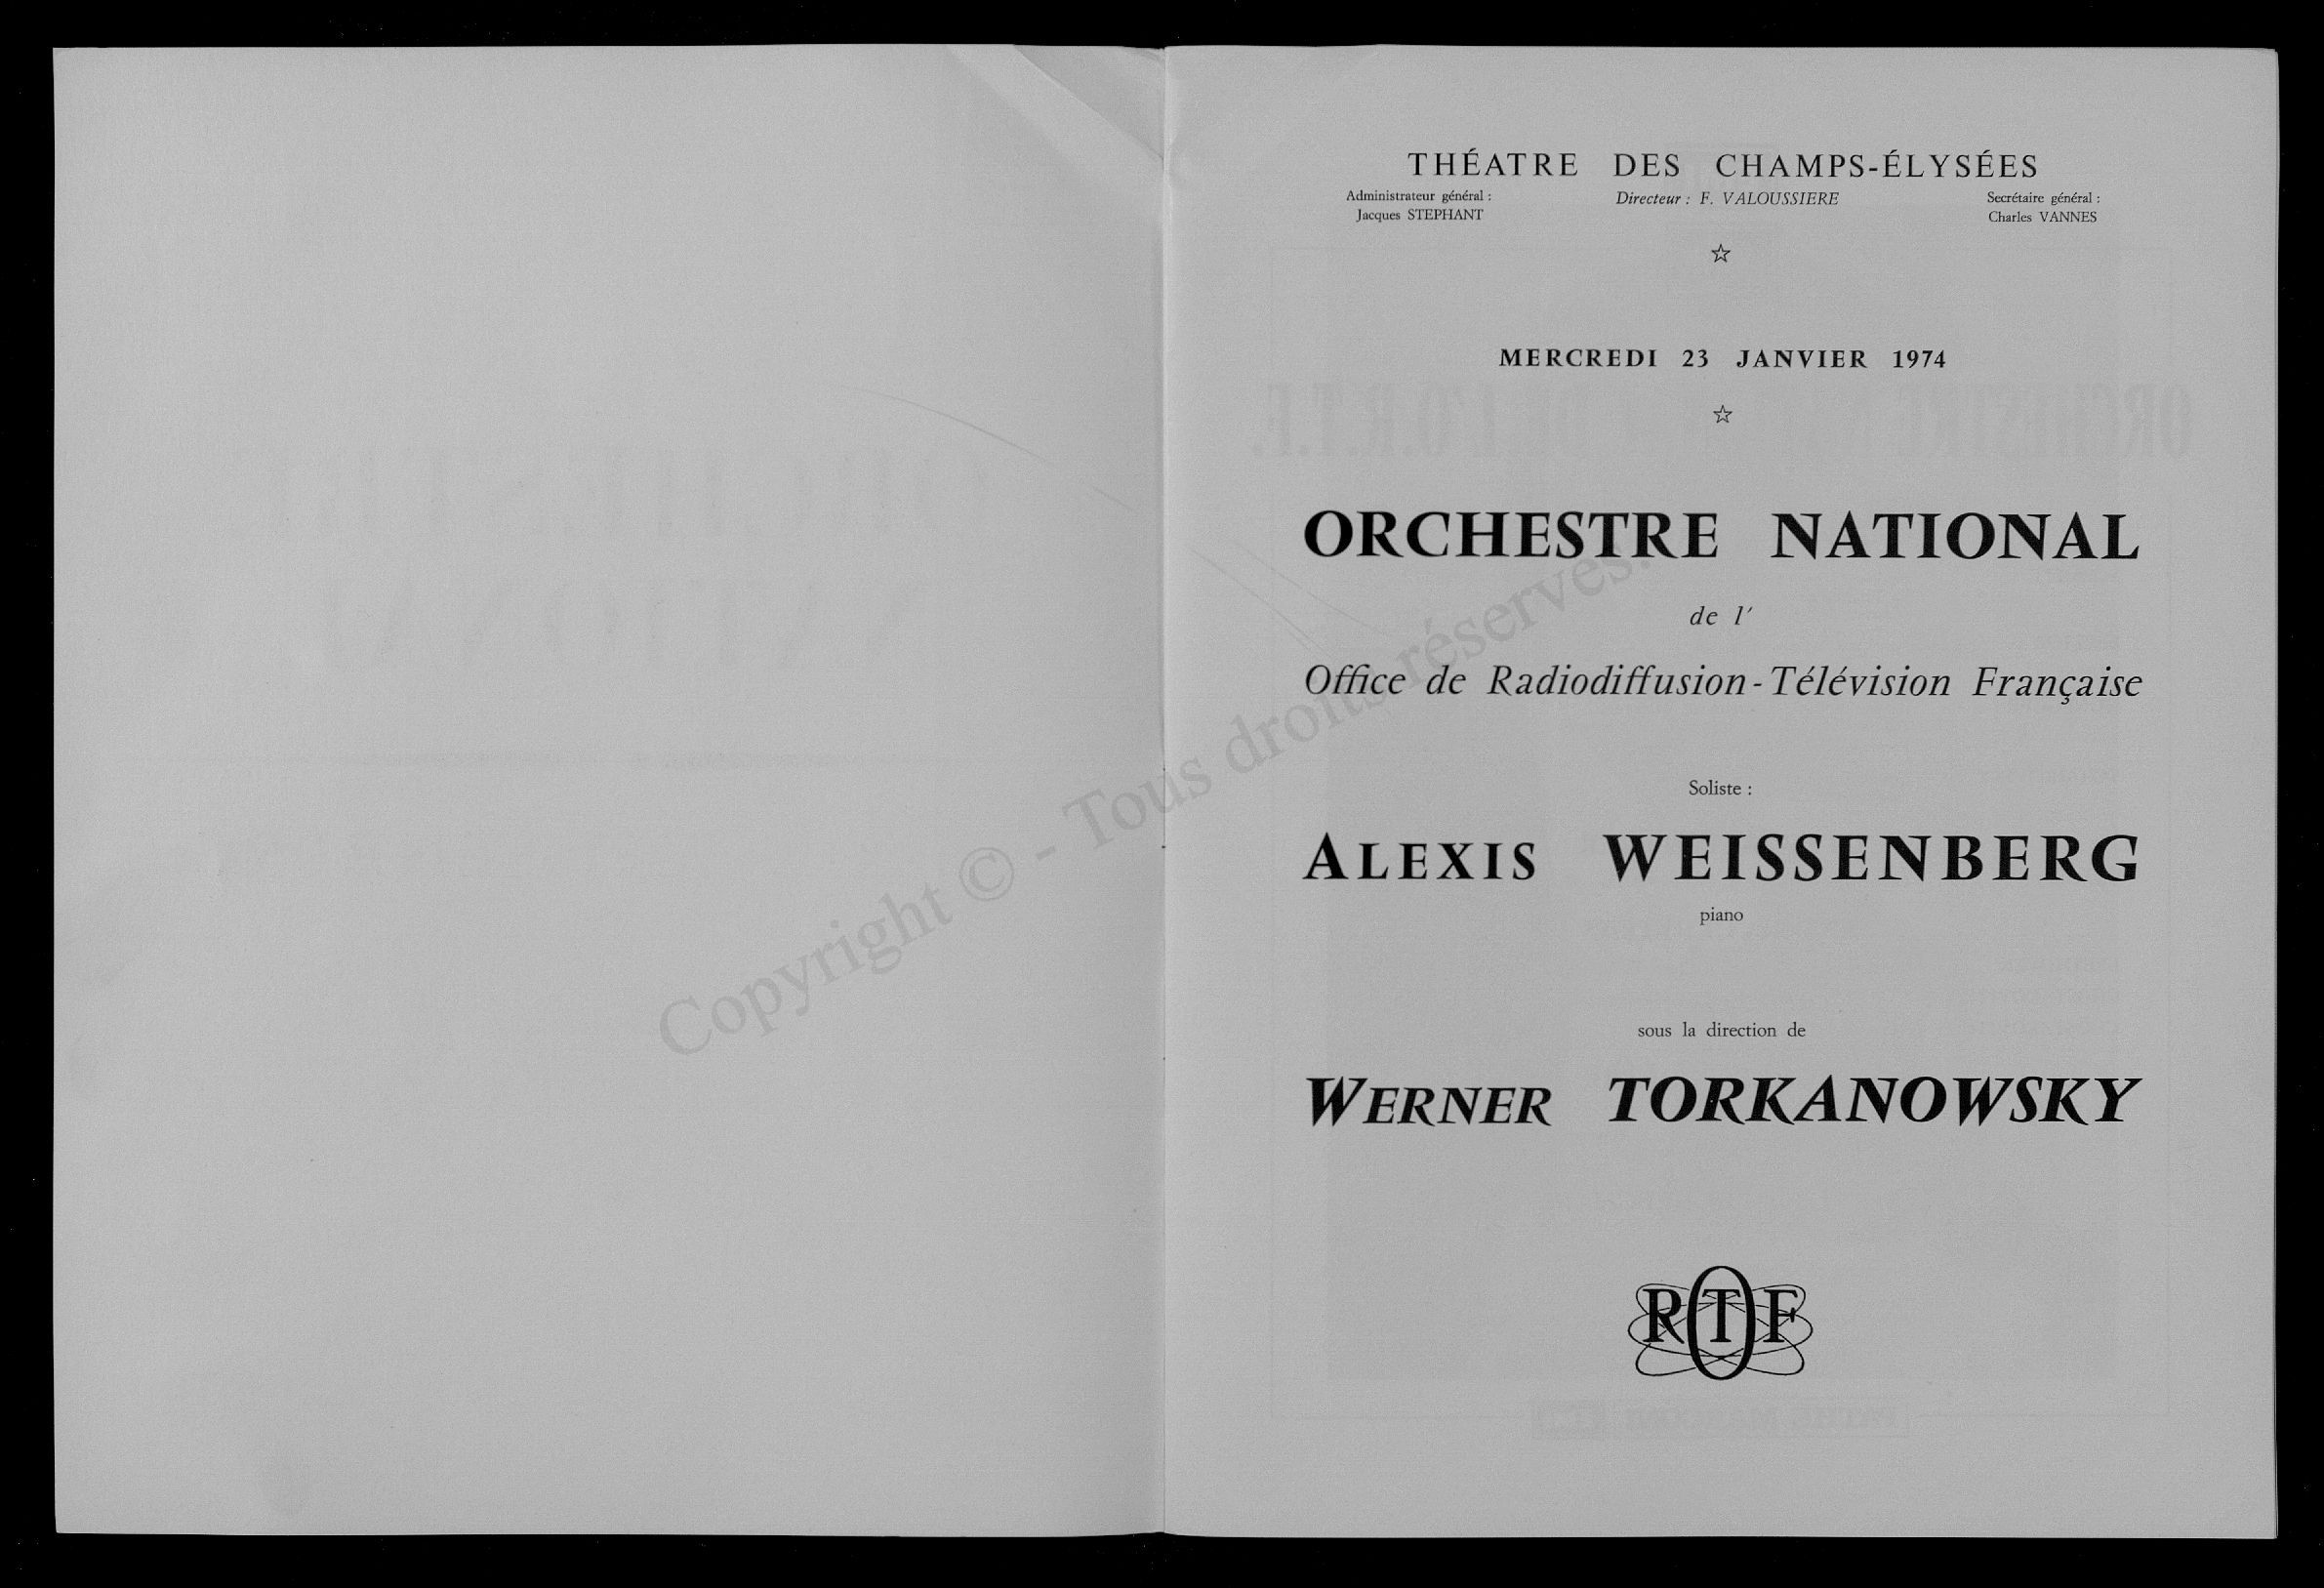 THÉATRE DES CHAMPS-ÉLYSÉES
Administrateur général :
Jacques STEPHANT
Directeur : F. VALOUSSIERE
Secrétaire général :
Charles VANNES
☆
MERCREDI 23 JANVIER 1974
☆
ORCHESTRE NATIONAL
de l'
Office de Radiodiffusion-Télévision Française
Soliste :
ALEXIS WEISSENBERG
piano
sous la direction de
WERNER TORKANOWSKY
ORTF
Copyright © - Tous droits réservés.